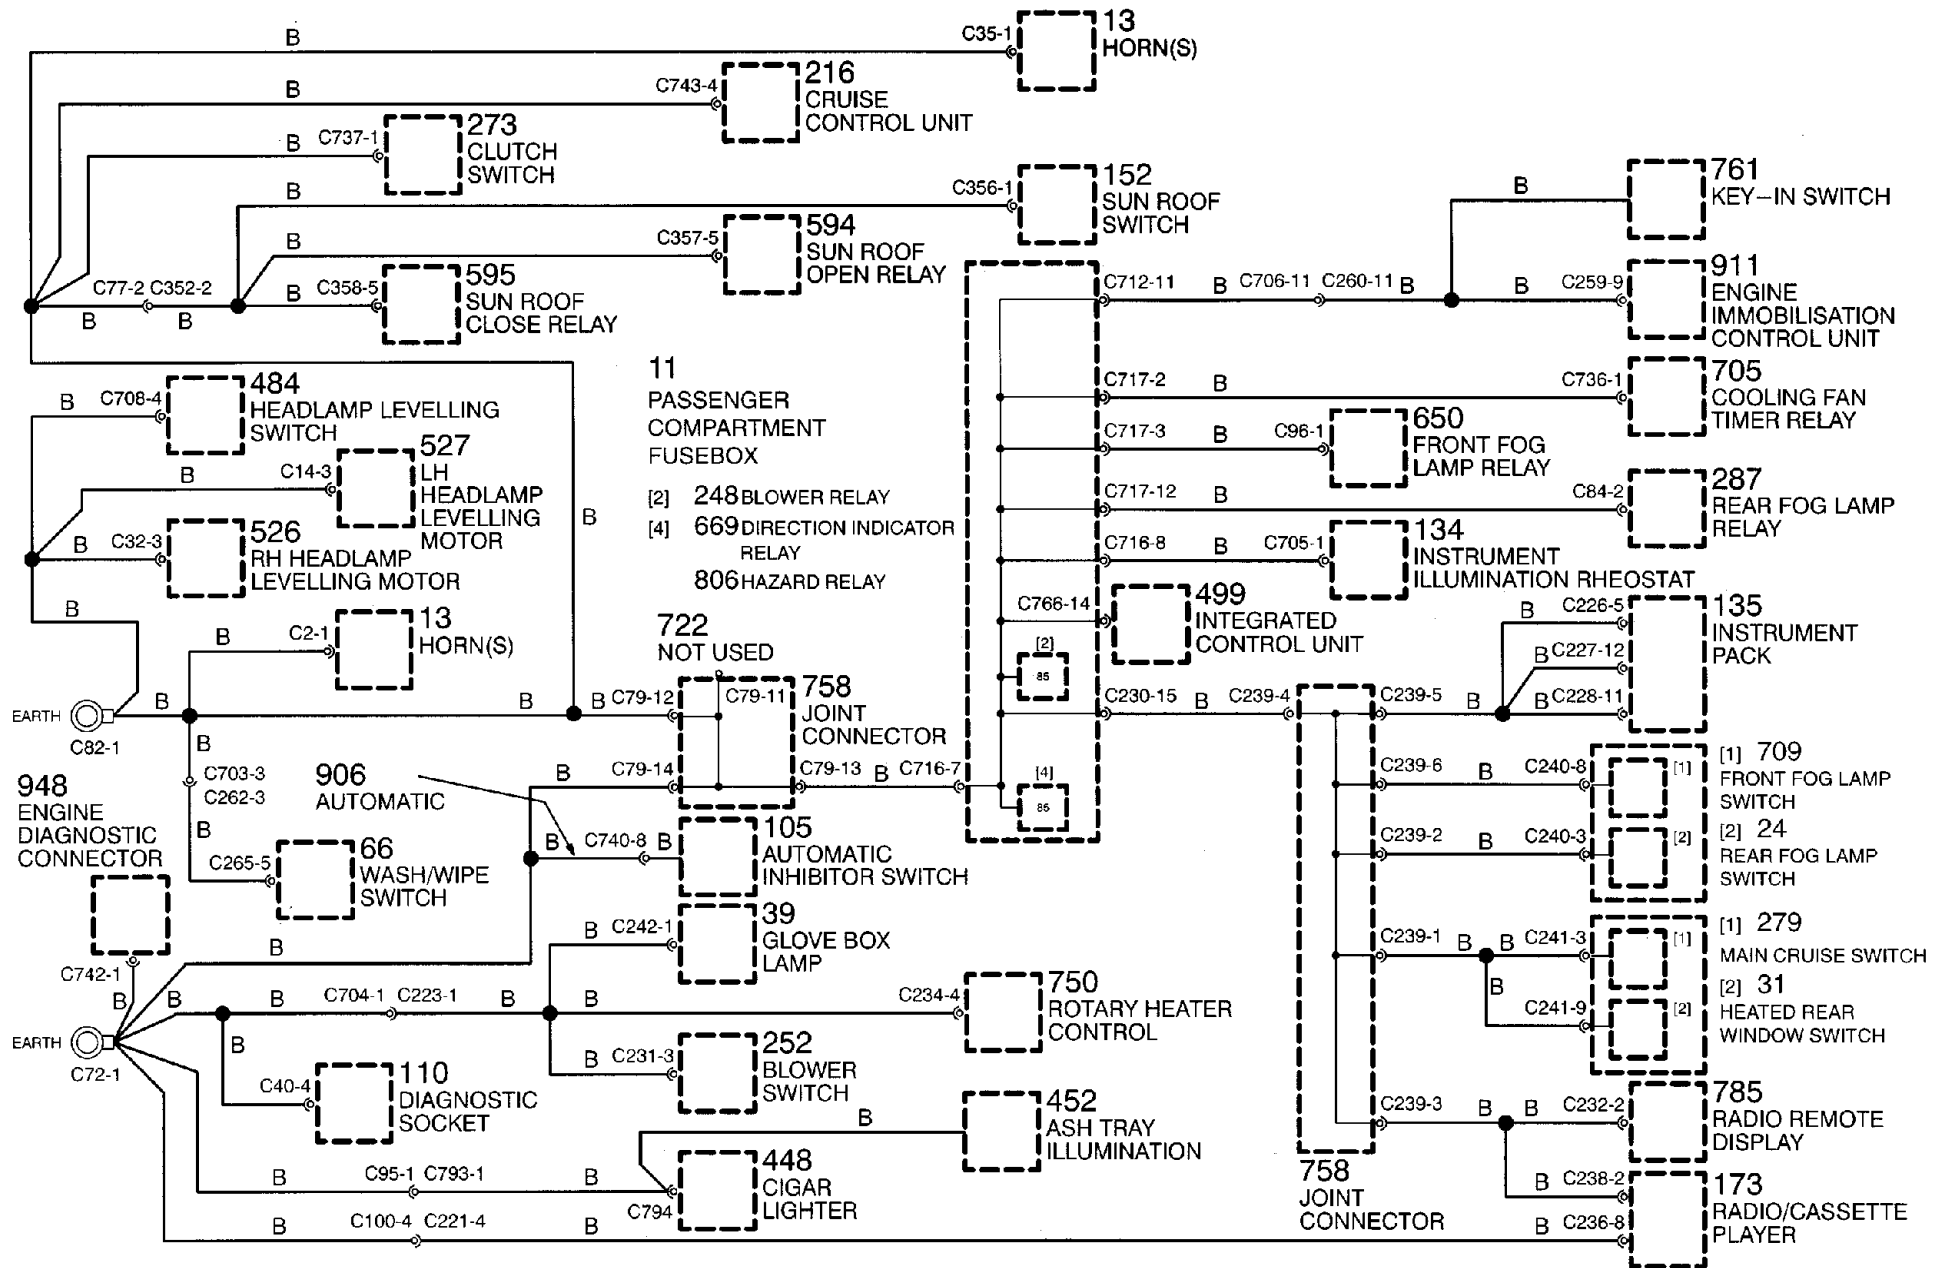 B
C35-1
13
HORN(S)
B
C743-4
216
CRUISE
CONTROL UNIT
B
C737-1
273
CLUTCH
SWITCH
B
C356-1
152
SUN ROOF
SWITCH
B
C357-5
594
SUN ROOF
OPEN RELAY
C77-2 C352-2
B
B
B
C358-5
595
SUN ROOF
CLOSE RELAY
B
761
KEY-IN SWITCH
C712-11
B
C706-11
C260-11
B
B
C259-9
911
ENGINE
IMMOBILISATION
CONTROL UNIT
C717-2
B
C736-1
705
COOLING FAN
TIMER RELAY
C717-3
B
C96-1
650
FRONT FOG
LAMP RELAY
C717-12
B
C84-2
287
REAR FOG LAMP
RELAY
C716-8
B
C705-1
134
INSTRUMENT
ILLUMINATION RHEOSTAT
C766-14
499
INTEGRATED
CONTROL UNIT
[2]
85
[4]
85
11
PASSENGER
COMPARTMENT
FUSEBOX
[2] 248 BLOWER RELAY
[4] 669 DIRECTION INDICATOR
RELAY
806 HAZARD RELAY
B
C708-4
484
HEADLAMP LEVELLING
SWITCH
B
C14-3
527
LH
HEADLAMP
LEVELLING
MOTOR
B
C32-3
526
RH HEADLAMP
LEVELLING MOTOR
B
B
B
C2-1
13
HORN(S)
722
NOT USED
EARTH
C82-1
B
B
B
C79-12
C79-11
758
JOINT
CONNECTOR
B
C79-14
C79-13
B
C716-7
B
C703-3
C262-3
B
C265-5
66
WASH/WIPE
SWITCH
906
AUTOMATIC
B
C740-8
B
105
AUTOMATIC
INHIBITOR SWITCH
948
ENGINE
DIAGNOSTIC
CONNECTOR
C742-1
B
B
B
C242-1
39
GLOVE BOX
LAMP
EARTH
C72-1
B
B
C704-1
C223-1
B
B
C234-4
750
ROTARY HEATER
CONTROL
B
C231-3
252
BLOWER
SWITCH
B
C40-4
110
DIAGNOSTIC
SOCKET
B
452
ASH TRAY
ILLUMINATION
B
C95-1 C793-1
B
C794
448
CIGAR
LIGHTER
B
C100-4 C221-4
B
B
C236-8
C230-15
B
C239-4
C239-5
B
B
C226-5
B
C227-12
B
C228-11
135
INSTRUMENT
PACK
C239-6
B
C240-8
[1]
[1] 709
FRONT FOG LAMP
SWITCH
C239-2
B
C240-3
[2]
[2] 24
REAR FOG LAMP
SWITCH
C239-1
B
B
C241-3
[1]
[1] 279
MAIN CRUISE SWITCH
B
C241-9
[2]
[2] 31
HEATED REAR
WINDOW SWITCH
C239-3
B
B
C232-2
785
RADIO REMOTE
DISPLAY
B
C238-2
173
RADIO/CASSETTE
PLAYER
758
JOINT
CONNECTOR